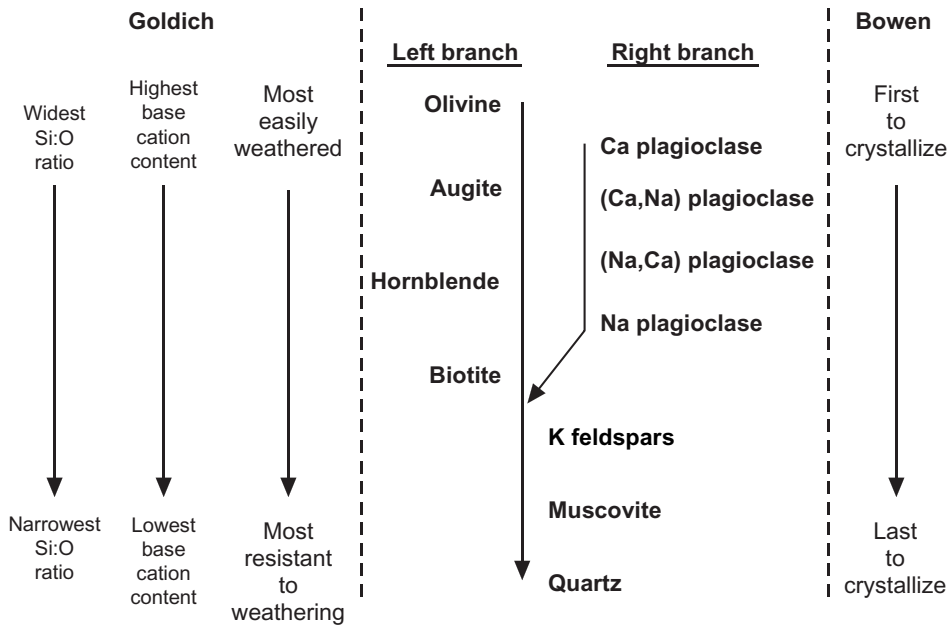 Goldich
Bowen
Left branch
Right branch
Widest
Si:O
ratio
Highest
base
cation
content
Most
easily
weathered
Olivine
Augite
Hornblende
Biotite
Ca plagioclase
(Ca,Na) plagioclase
(Na,Ca) plagioclase
Na plagioclase
K feldspars
Muscovite
Quartz
First
to
crystallize
Narrowest
Si:O
ratio
Lowest
base
cation
content
Most
resistant
to
weathering
Last
to
crystallize